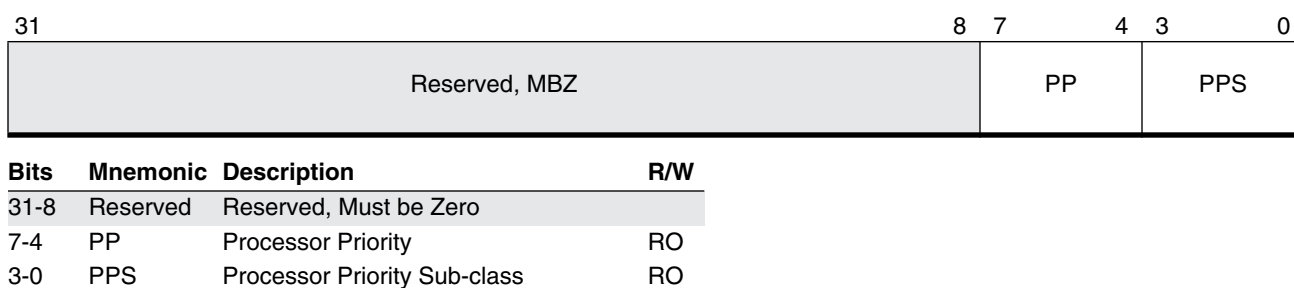 31 8 7 4 3 0
Reserved, MBZ PP PPS
Bits Mnemonic Description R/W
31-8 Reserved Reserved, Must be Zero
7-4 PP Processor Priority RO
3-0 PPS Processor Priority Sub-class RO